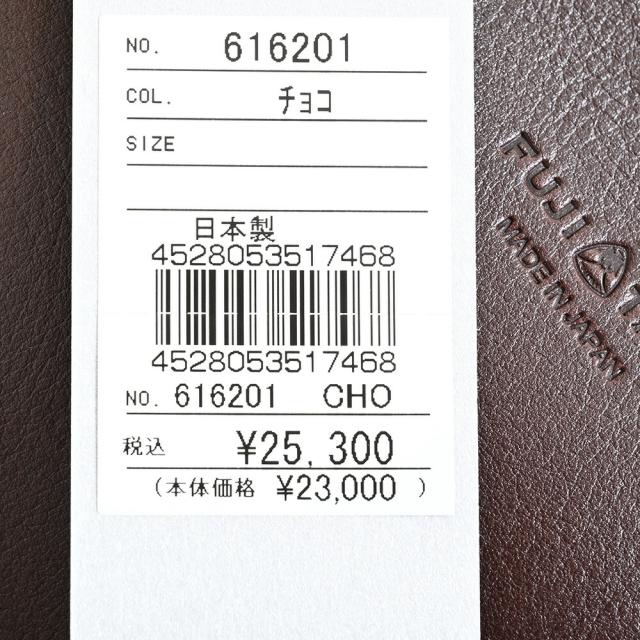 NO. 616201
COL. チョコ
SIZE
日本製
4528053517468
4528053517468
NO. 616201 CHO
税込 ¥25,300
(本体価格 ¥23,000 )
FUJI
MADE IN JAPAN